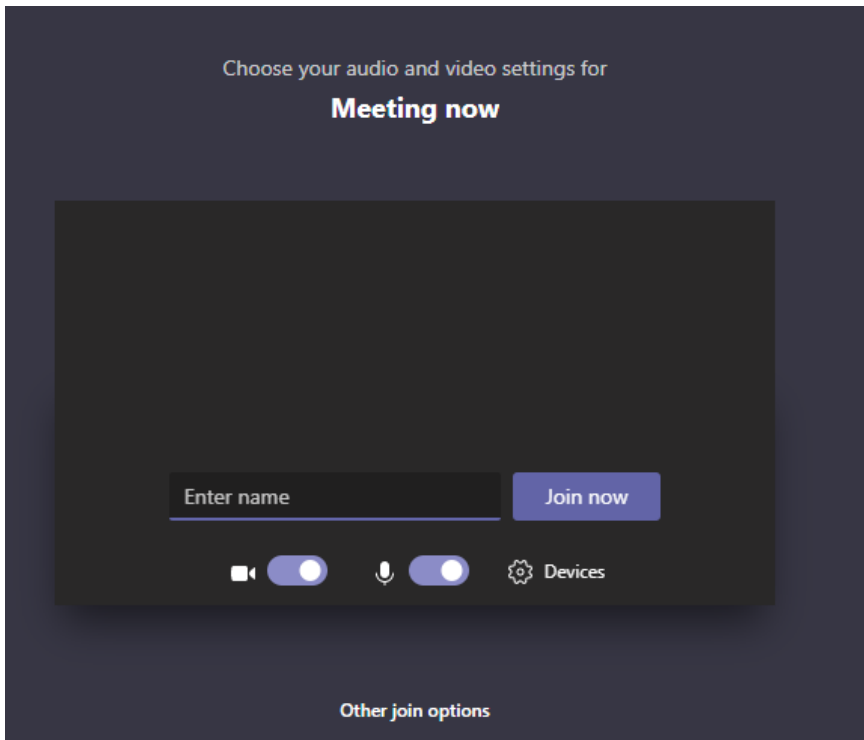 Choose your audio and video settings for
Meeting now
Enter name
Join now
Devices
Other join options